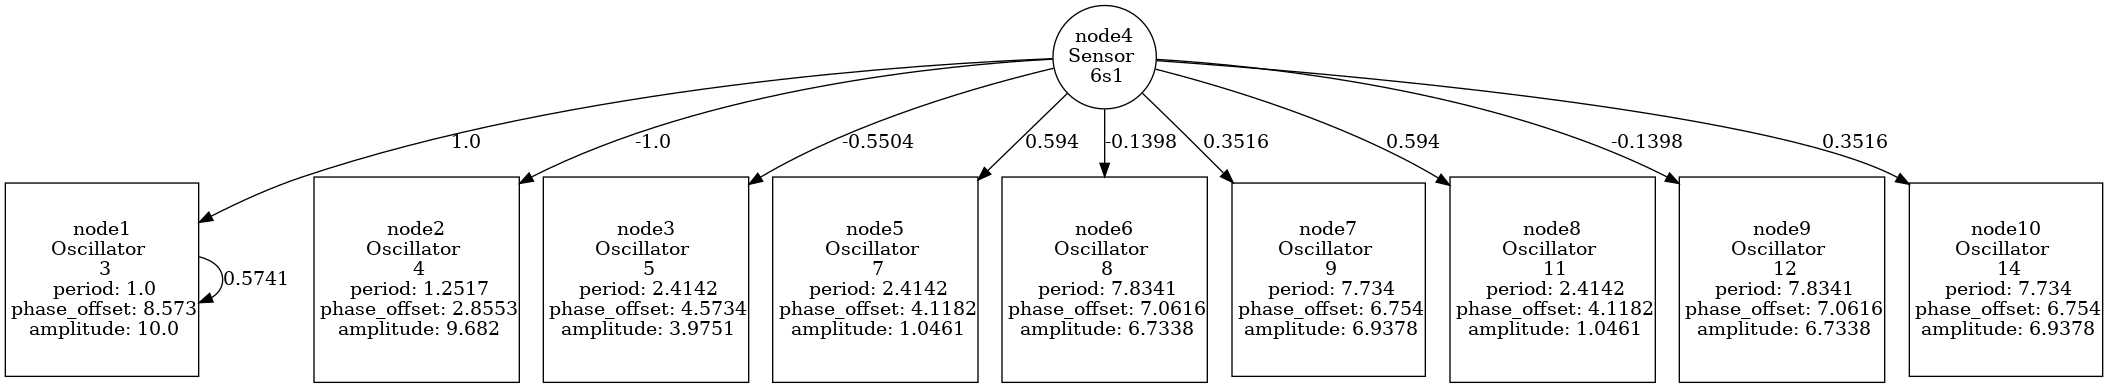 node4
Sensor
6s1
1.0
-1.0
-0.5504
0.594
-0.1398
0.3516
0.594
-0.1398
0.3516
node1
Oscillator
3
period: 1.0
phase_offset: 8.573
amplitude: 10.0
0.5741
node2
Oscillator
4
period: 1.2517
phase_offset: 2.8553
amplitude: 9.682
node3
Oscillator
5
period: 2.4142
phase_offset: 4.5734
amplitude: 3.9751
node5
Oscillator
7
period: 2.4142
phase_offset: 4.1182
amplitude: 1.0461
node6
Oscillator
8
period: 7.8341
phase_offset: 7.0616
amplitude: 6.7338
node7
Oscillator
9
period: 7.734
phase_offset: 6.754
amplitude: 6.9378
node8
Oscillator
11
period: 2.4142
phase_offset: 4.1182
amplitude: 1.0461
node9
Oscillator
12
period: 7.8341
phase_offset: 7.0616
amplitude: 6.7338
node10
Oscillator
14
period: 7.734
phase_offset: 6.754
amplitude: 6.9378